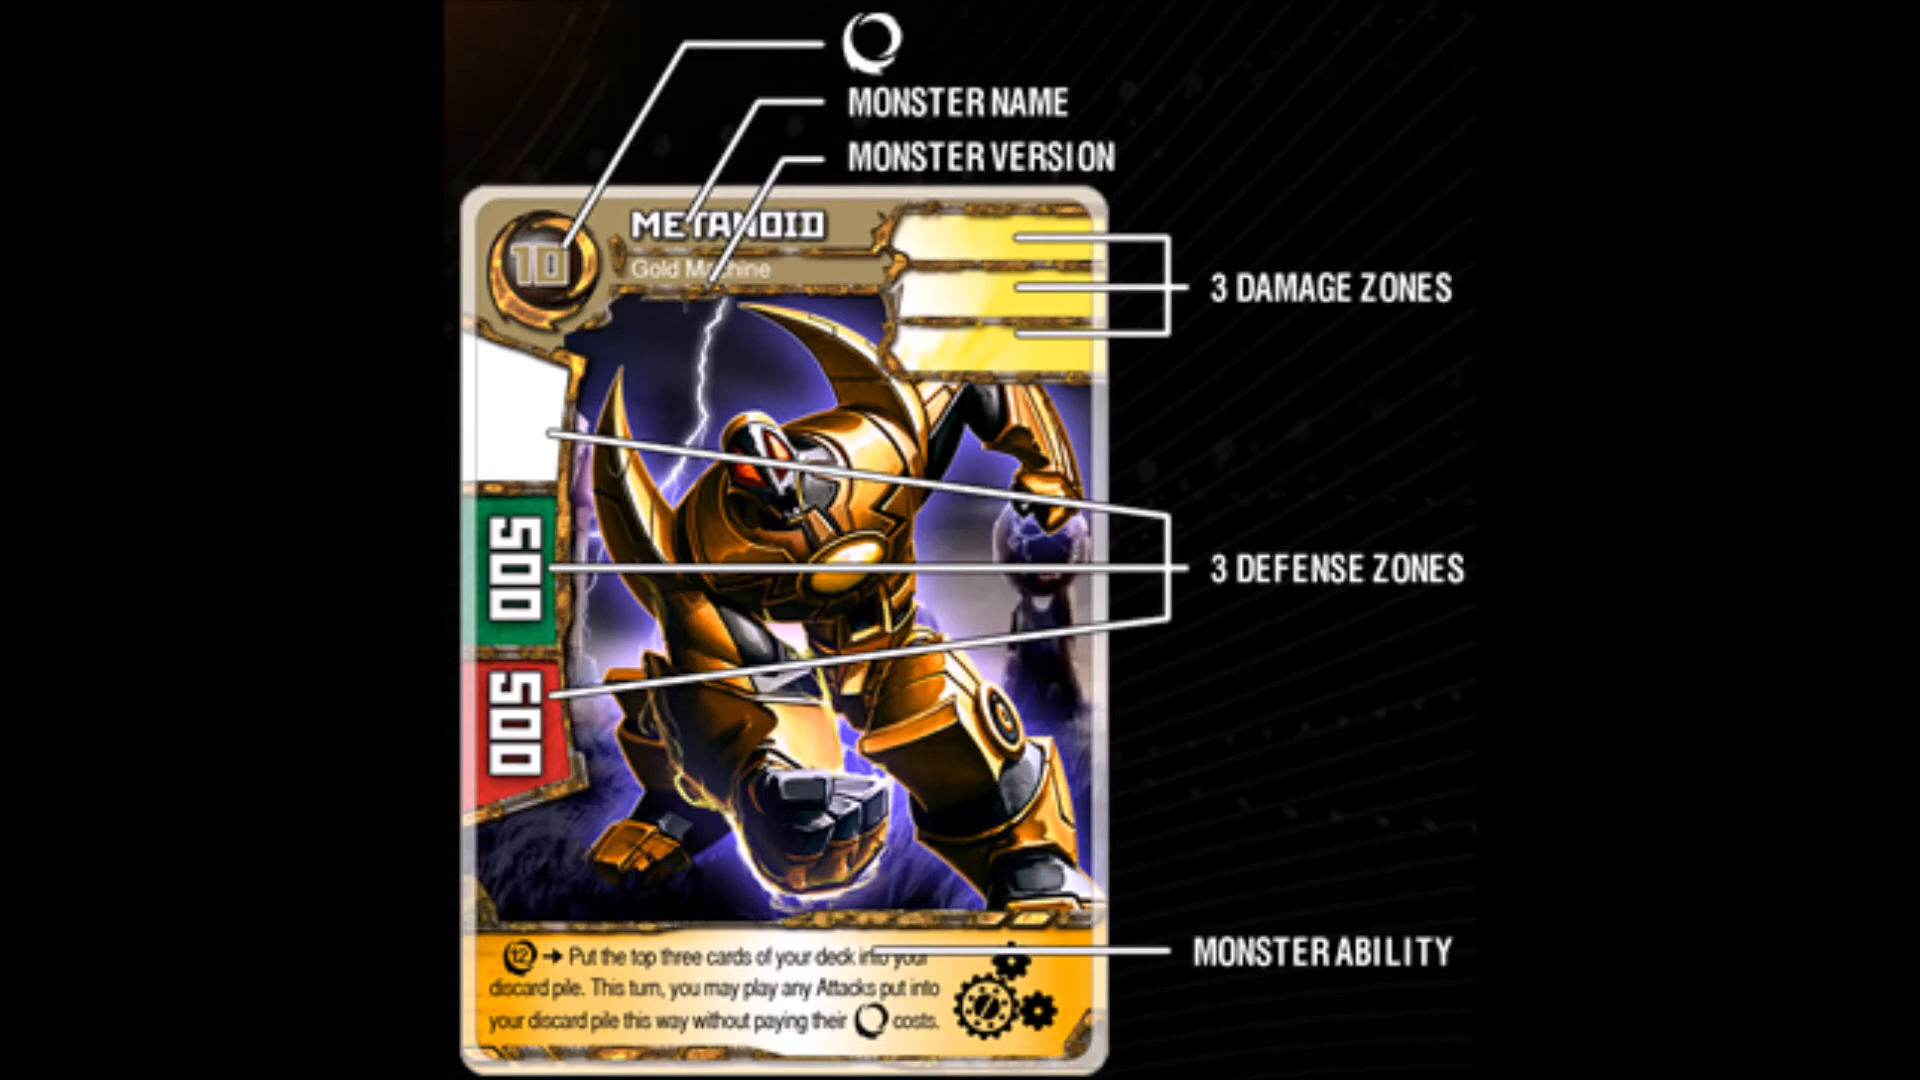 MONSTER NAME
MONSTER VERSION
10
METANOID
Gold Machine
3 DAMAGE ZONES
500
3 DEFENSE ZONES
500
MONSTER ABILITY
12 → Put the top three cards of your deck into your
discard pile. This turn, you may play any Attacks put into
your discard pile this way without paying their costs.